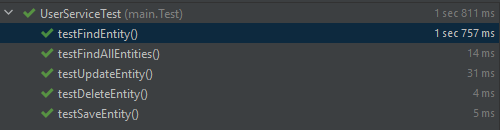 UserServiceTest (main.Test) 1 sec 811 ms
testFindEntity() 1 sec 757 ms
testFindAllEntities() 14 ms
testUpdateEntity() 31 ms
testDeleteEntity() 4 ms
testSaveEntity() 5 ms